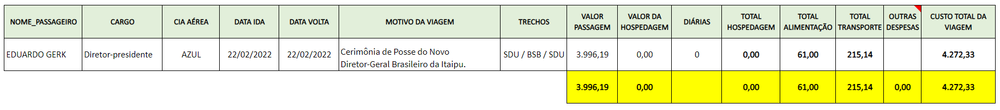 NOME_PASSAGEIRO CARGO CIA AÉREA DATA IDA DATA VOLTA MOTIVO DA VIAGEM TRECHOS VALOR PASSAGEM VALOR DA HOSPEDAGEM DIÁRIAS TOTAL HOSPEDAGEM TOTAL ALIMENTAÇÃO TOTAL TRANSPORTE OUTRAS DESPESAS CUSTO TOTAL DA VIAGEM
EDUARDO GERK Diretor-presidente AZUL 22/02/2022 22/02/2022 Cerimônia de Posse do Novo Diretor-Geral Brasileiro da Itaipu. SDU / BSB / SDU 3.996,19 0,00 0 0,00 61,00 215,14 4.272,33
3.996,19 0,00 0,00 61,00 215,14 0,00 4.272,33